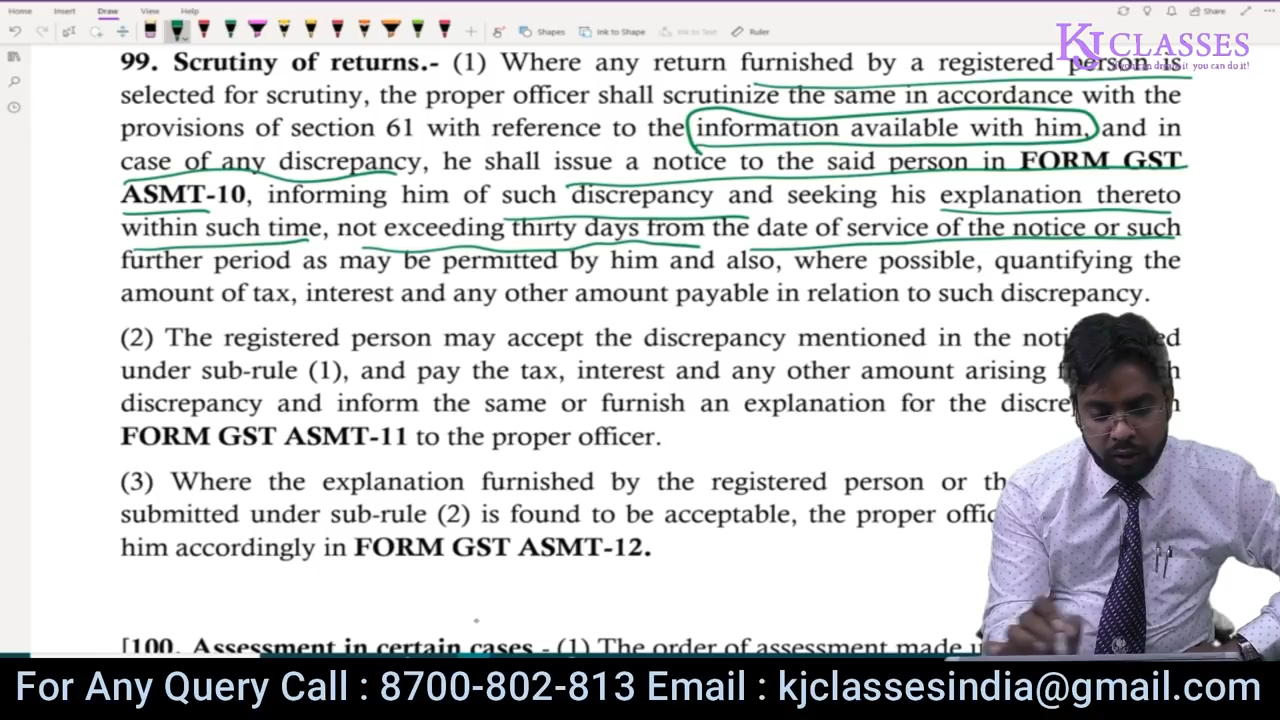 Home Insert Draw View Help
Share
Shapes Ink to Shape Ink to Text Ruler
KJ CLASSES
you can do it!
99. Scrutiny of returns.- (1) Where any return furnished by a registered person is
selected for scrutiny, the proper officer shall scrutinize the same in accordance with the
provisions of section 61 with reference to the information available with him, and in
case of any discrepancy, he shall issue a notice to the said person in FORM GST
ASMT-10, informing him of such discrepancy and seeking his explanation thereto
within such time, not exceeding thirty days from the date of service of the notice or such
further period as may be permitted by him and also, where possible, quantifying the
amount of tax, interest and any other amount payable in relation to such discrepancy.
(2) The registered person may accept the discrepancy mentioned in the
under sub-rule (1), and pay the tax, interest and any other amount arising
discrepancy and inform the same or furnish an explanation for the
FORM GST ASMT-11 to the proper officer.
(3) Where the explanation furnished by the registered person or
submitted under sub-rule (2) is found to be acceptable, the proper
him accordingly in FORM GST ASMT-12.
[100. Assessment in certain cases - (1) The order of assessment made
For Any Query Call : 8700-802-813 Email : kjclassesindia@gmail.com